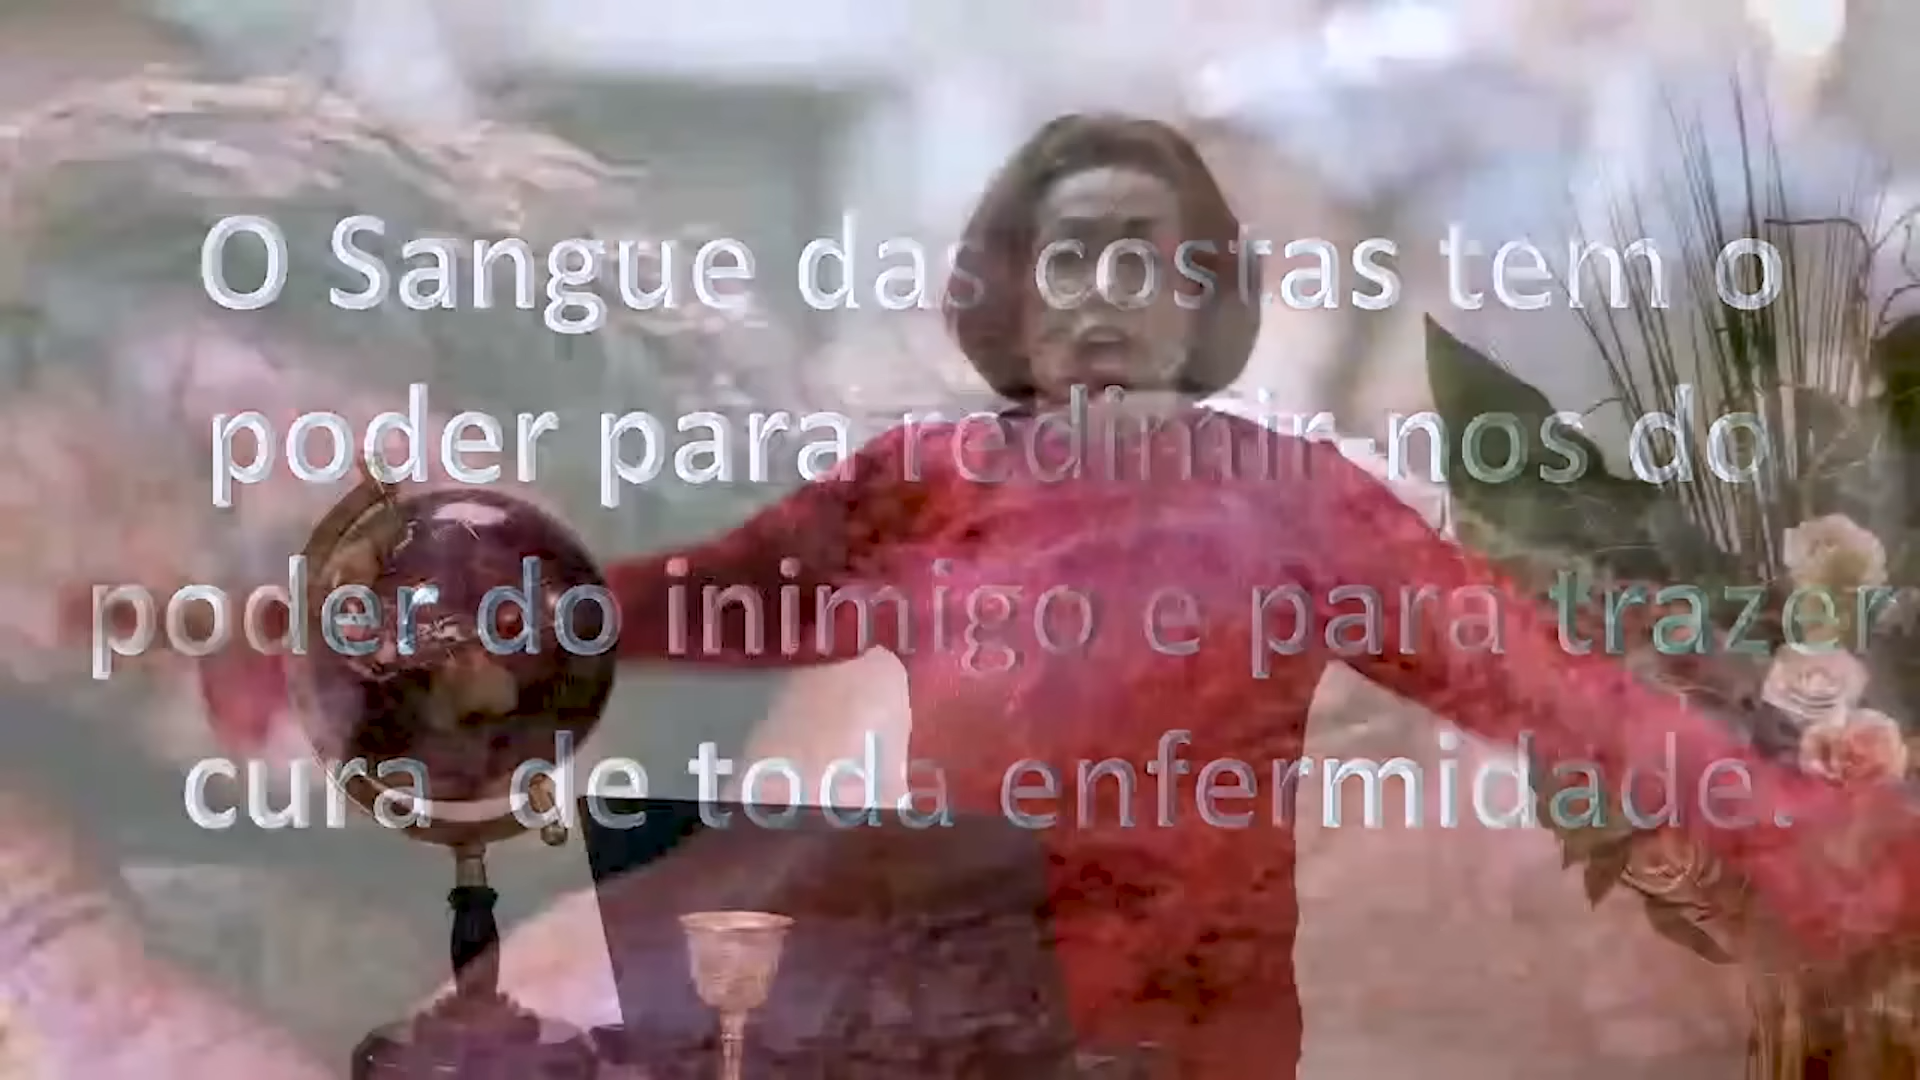 O Sangue das costas tem o
poder para redimir-nos do
poder do inimigo e para trazer
cura  de toda enfermidade.